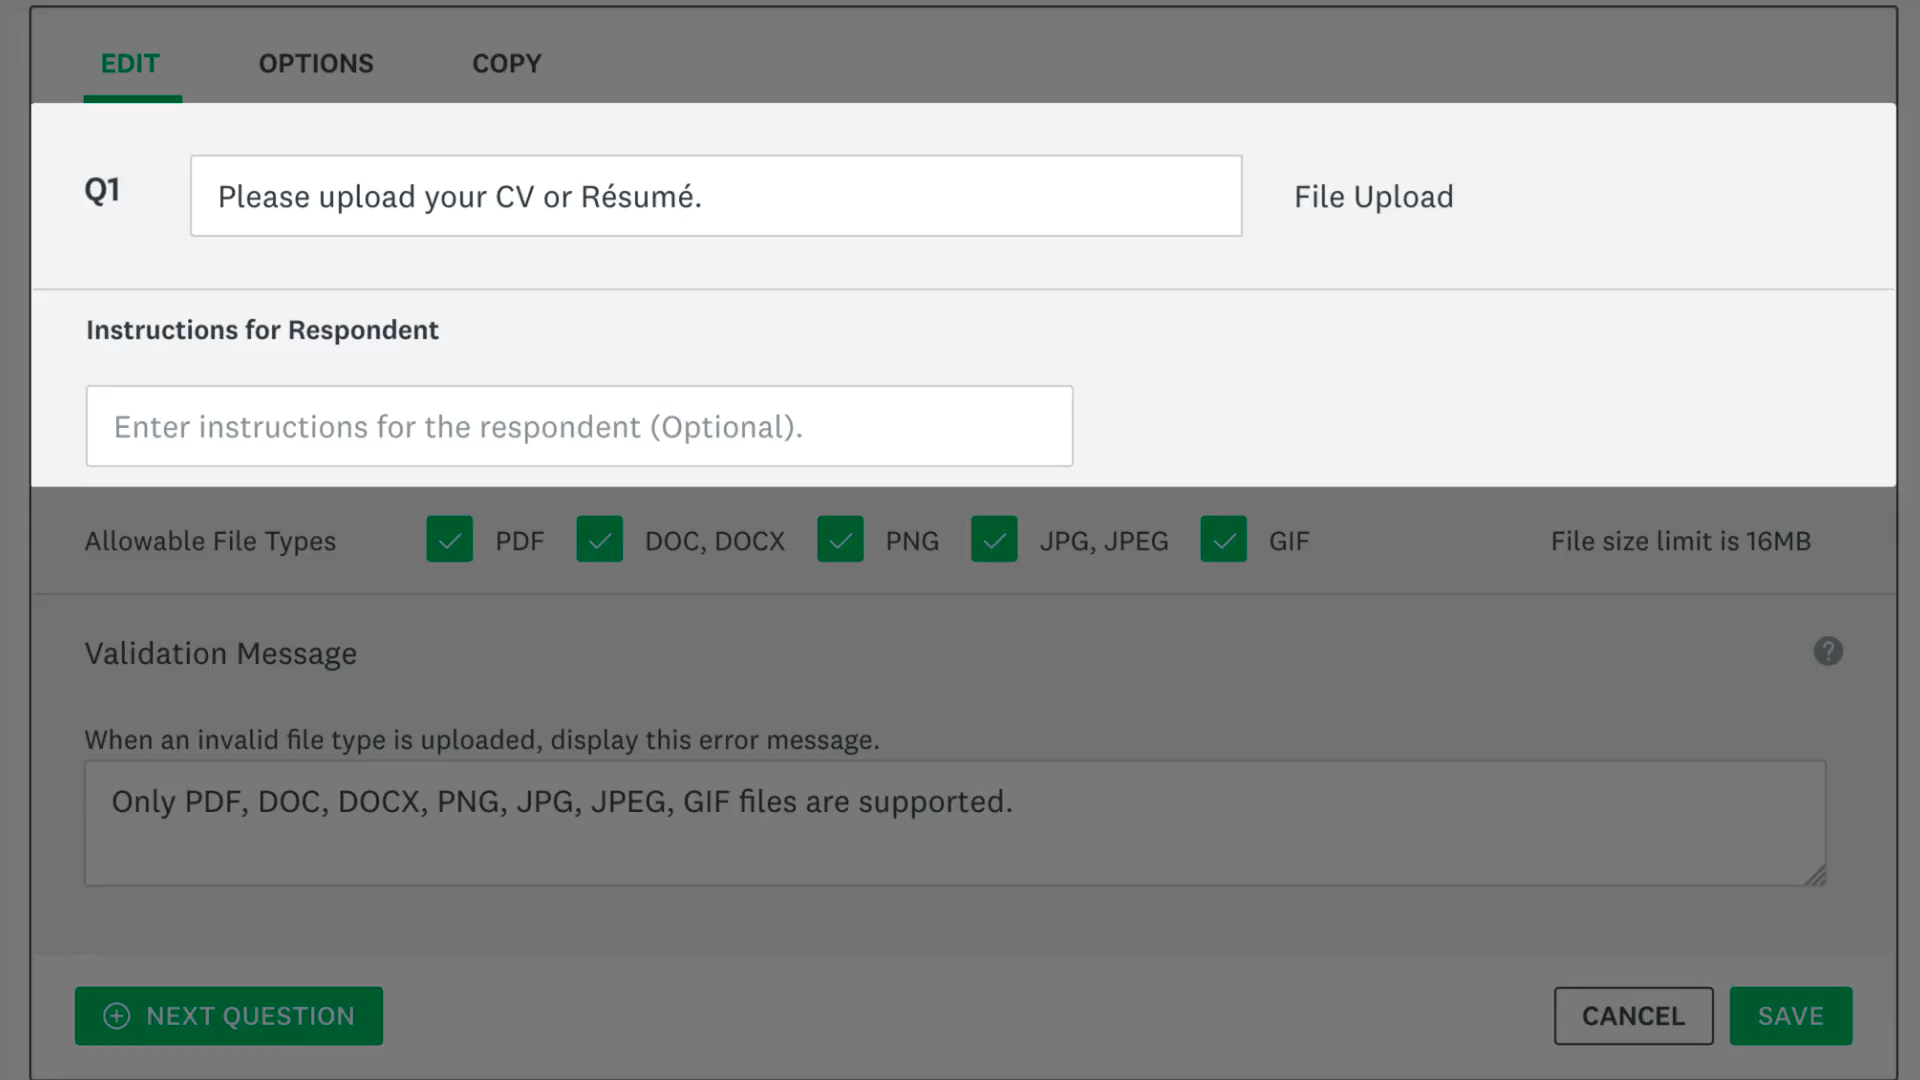 EDIT OPTIONS COPY
Q1 Please upload your CV or Résumé. File Upload
Instructions for Respondent
Enter instructions for the respondent (Optional).
Allowable File Types PDF DOC, DOCX PNG JPG, JPEG GIF File size limit is 16MB
Validation Message ?
When an invalid file type is uploaded, display this error message.
Only PDF, DOC, DOCX, PNG, JPG, JPEG, GIF files are supported.
NEXT QUESTION CANCEL SAVE